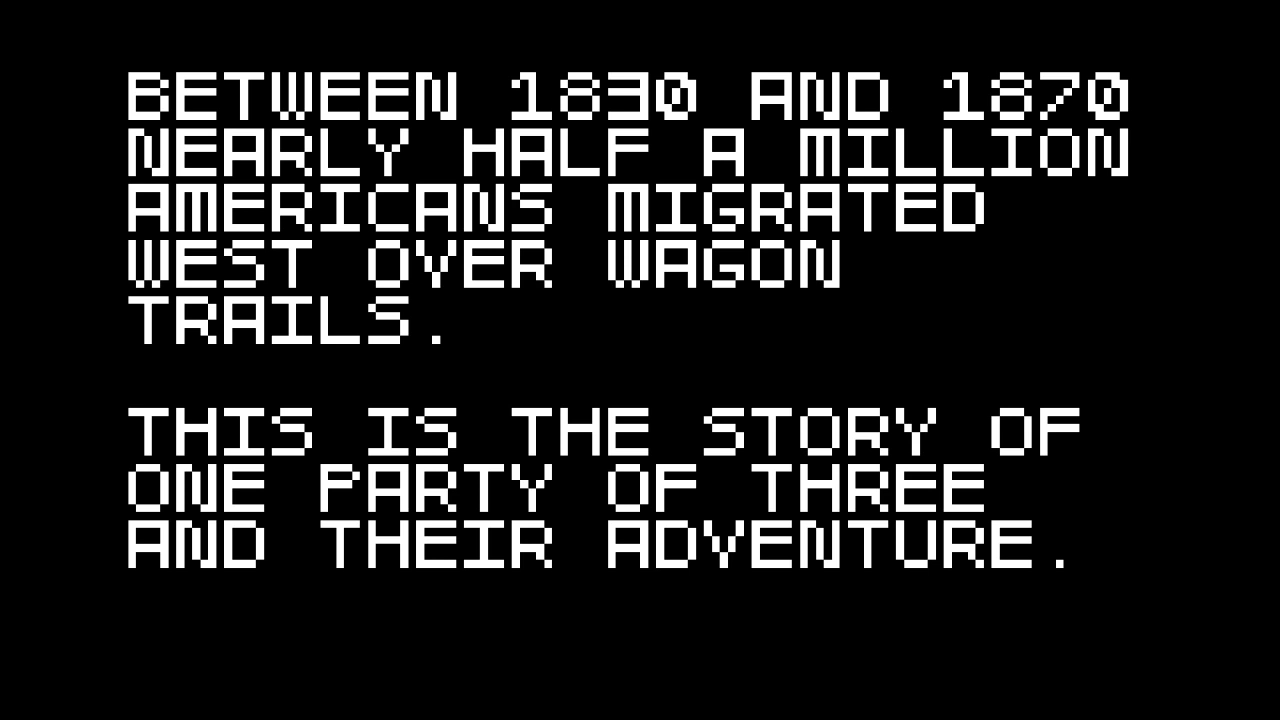 BETWEEN 1830 AND 1870
NEARLY HALF A MILLION
AMERICANS MIGRATED
WEST OVER WAGON
TRAILS.
THIS IS THE STORY OF
ONE PARTY OF THREE
AND THEIR ADVENTURE.